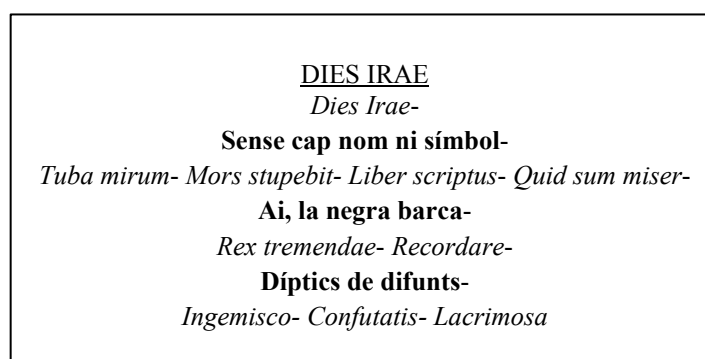 DIES IRAE
Dies Irae-
Sense cap nom ni símbol-
Tuba mirum- Mors stupebit- Liber scriptus- Quid sum miser-
Ai, la negra barca-
Rex tremendae- Recordare-
Díptics de difunts-
Ingemisco- Confutatis- Lacrimosa